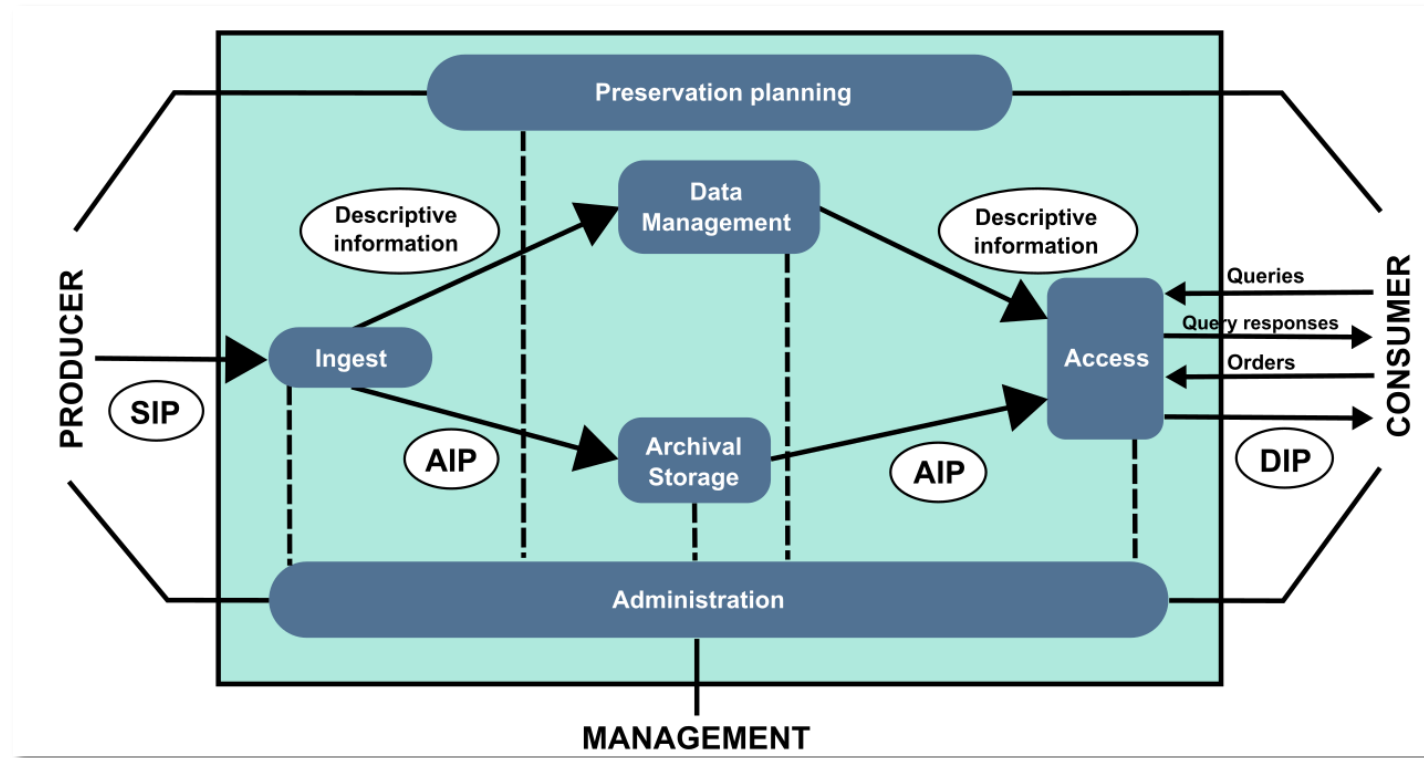 Preservation planning
Data
Management
Descriptive
information
Descriptive
information
PRODUCER
CONSUMER
Queries
Query responses
Ingest
Access
Orders
SIP
AIP
Archival
Storage
AIP
DIP
Administration
MANAGEMENT